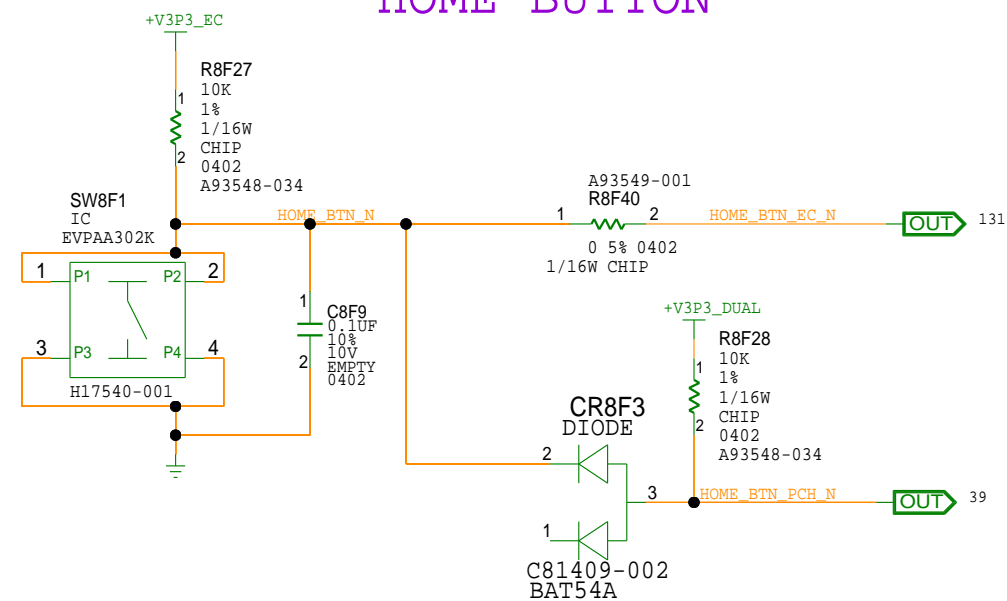 HOME BUTTON
+V3P3_EC
R8F27
10K
1%
1/16W
CHIP
0402
A93548-034
1
2
SW8F1
IC
EVPAA302K
HOME_BTN_N
1
P1
P2
2
3
P3
P4
4
H17540-001
1
2
C8F9
0.1UF
10%
10V
EMPTY
0402
A93549-001
R8F40
1
2
0 5% 0402
1/16W CHIP
HOME_BTN_EC_N
OUT
131
+V3P3_DUAL
R8F28
10K
1%
1/16W
CHIP
0402
A93548-034
1
2
CR8F3
DIODE
2
3
1
C81409-002
BAT54A
HOME_BTN_PCH_N
OUT
39